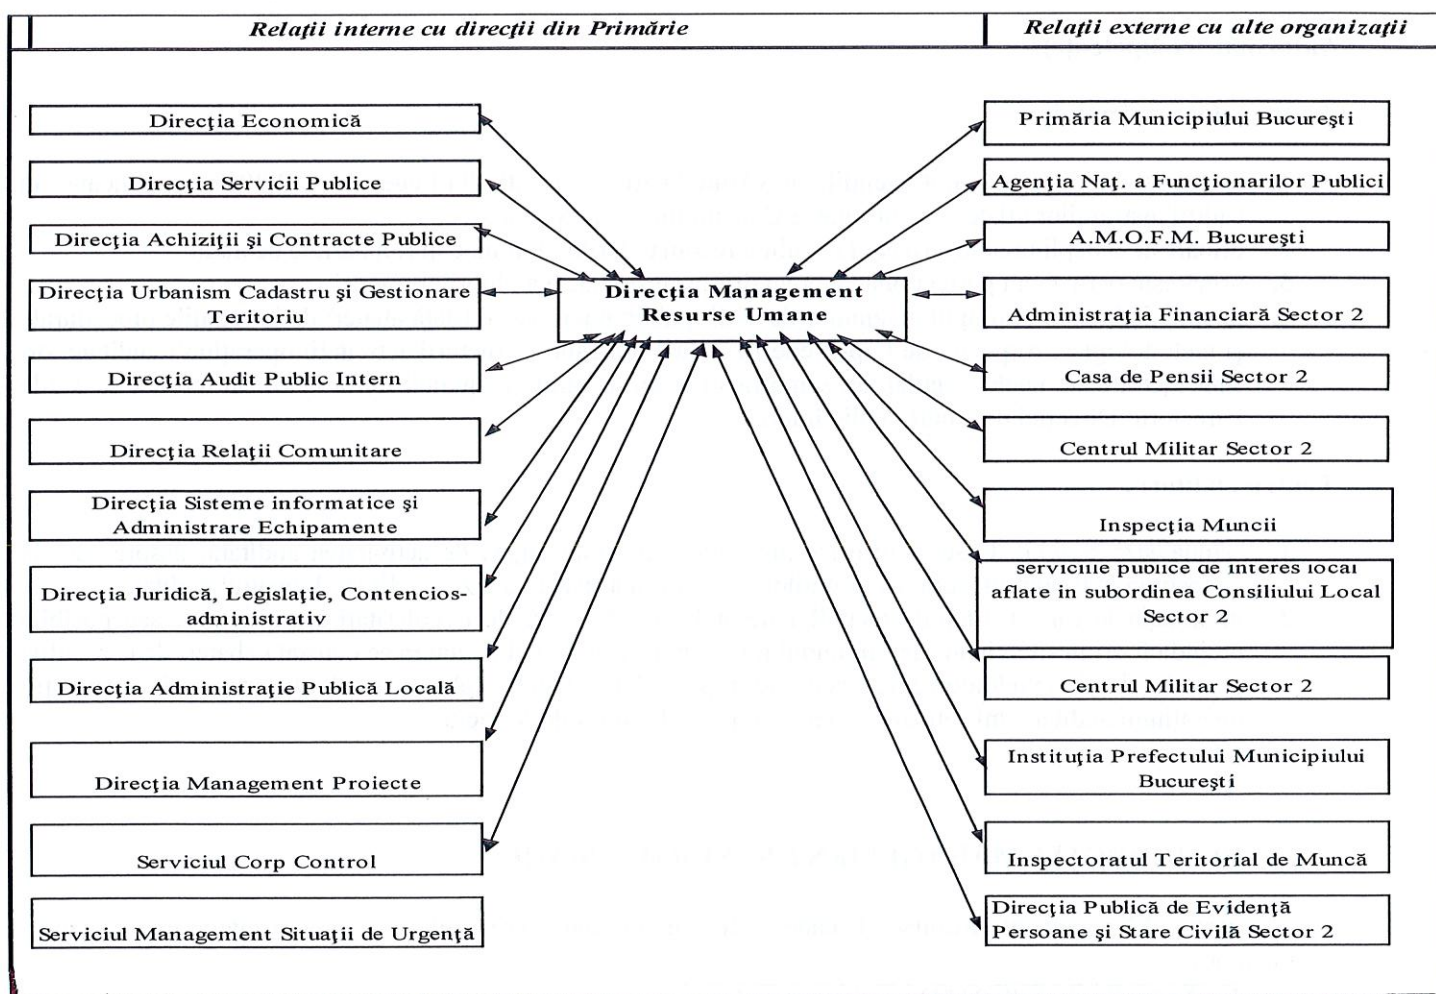 Relaţii interne cu direcţii din Primărie
Relaţii externe cu alte organizaţii
Direcţia Economică
Direcţia Servicii Publice
Direcţia Achiziţii şi Contracte Publice
Direcţia Urbanism Cadastru şi Gestionare
Teritoriu
Direcţia Audit Public Intern
Direcţia Relaţii Comunitare
Direcţia Sisteme informatice şi
Administrare Echipamente
Direcţia Juridică, Legislaţie, Contencios-
administrativ
Direcţia Administraţie Publică Locală
Direcţia Management Proiecte
Serviciul Corp Control
Serviciul Management Situaţii de Urgenţă
Direcţia Management
Resurse Umane
Primăria Municipiului Bucureşti
Agenţia Naţ. a Funcţionarilor Publici
A.M.O.F.M. Bucureşti
Administraţia Financiară Sector 2
Casa de Pensii Sector 2
Centrul Militar Sector 2
Inspecţia Muncii
serviciile publice de interes local
aflate in subordinea Consiliului Local
Sector 2
Centrul Militar Sector 2
Instituţia Prefectului Municipiului
Bucureşti
Inspectoratul Teritorial de Muncă
Direcţia Publică de Evidenţă
Persoane şi Stare Civilă Sector 2